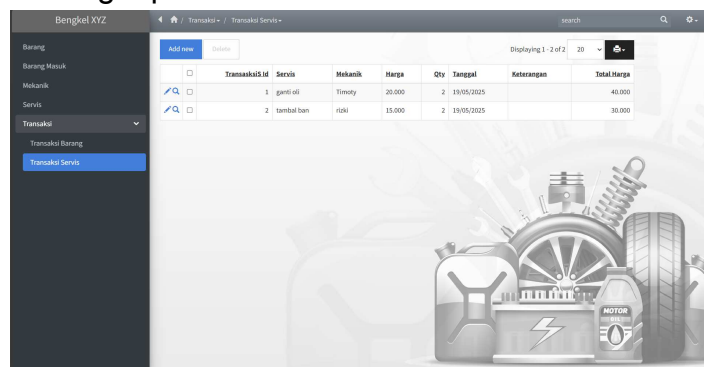 Bengkel XYZ
/ Transaksi / Transaksi Servis
search
Barang
Barang Masuk
Mekanik
Servis
Transaksi
Transaksi Barang
Transaksi Servis
Add new Delete Displaying 1 - 2 of 2 20
TransaksiS Id Servis Mekanik Harga Qty Tanggal Keterangan Total Harga
1 ganti oli Timoty 20.000 2 19/05/2025 40.000
2 tambal ban rizki 15.000 2 19/05/2025 30.000
MOTOR
OIL